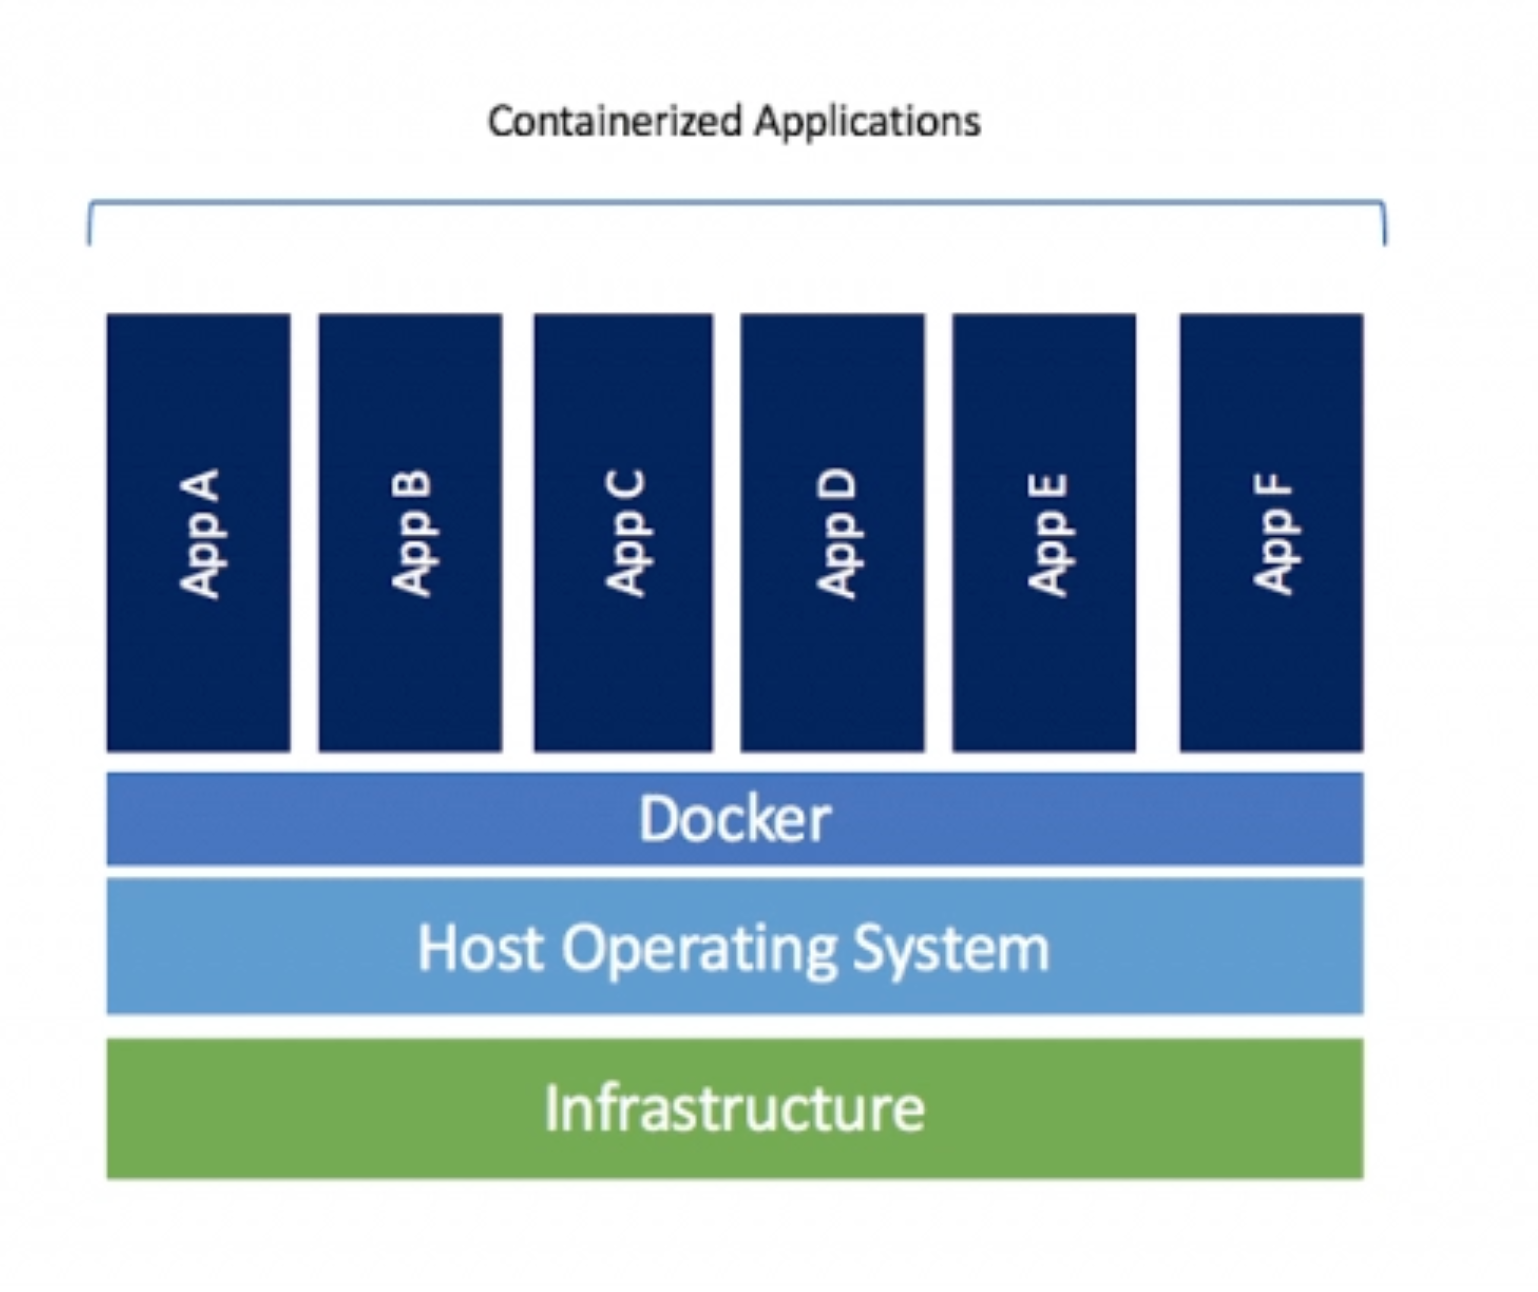 Containerized Applications
App A
App B
App C
App D
App E
App F
Docker
Host Operating System
Infrastructure